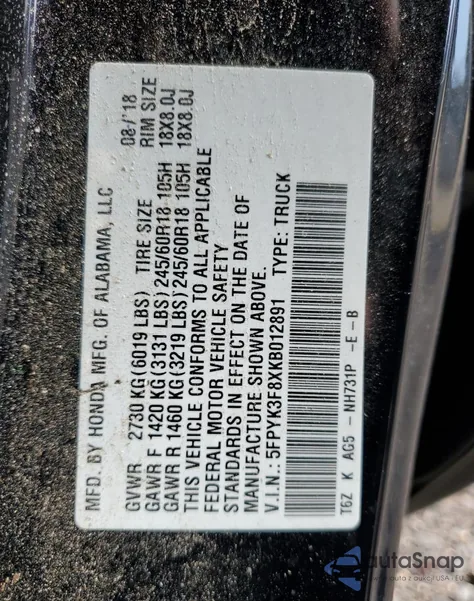 MFD. BY HONDA MFG. OF ALABAMA, LLC 08/'18
GVWR 2730 KG(6019 LBS) TIRE SIZE RIM SIZE
GAWR F 1420 KG(3131 LBS)245/60R18 105H 18X8.0J
GAWR R 1460 KG(3219 LBS)245/60R18 105H 18X8.0J
THIS VEHICLE CONFORMS TO ALL APPLICABLE
FEDERAL MOTOR VEHICLE SAFETY
STANDARDS IN EFFECT ON THE DATE OF
MANUFACTURE SHOWN ABOVE.
V.I.N.: 5FPYK3F8XKB012891 TYPE: TRUCK
T6Z K AG5 - NH731P -E -B
autaSnap
/ USA - EU